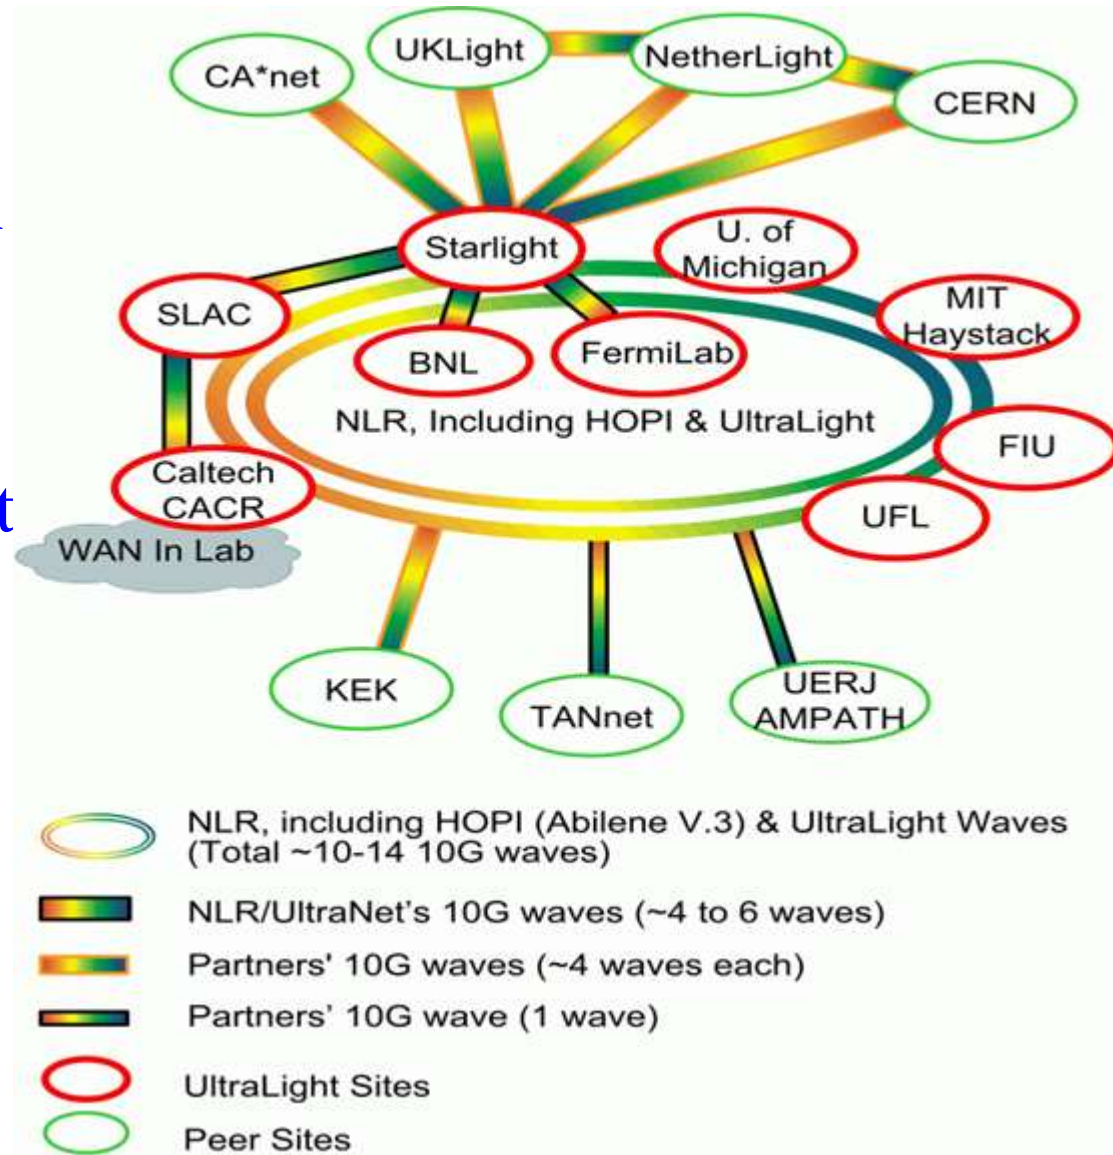 UKLight
NetherLight
CA*net
CERN
Starlight
U. of
Michigan
SLAC
MIT
Haystack
BNL
FermiLab
NLR, Including HOPI & UltraLight
FIU
Caltech
CACR
UFL
t
WAN In Lab
KEK
TANnet
UERJ
AMPATH
NLR, including HOPI (Abilene V.3) & UltraLight Waves
(Total ~10-14 10G waves)
NLR/UltraNet's 10G waves (~4 to 6 waves)
Partners' 10G waves (~4 waves each)
Partners’ 10G wave (1 wave)
UltraLight Sites
Peer Sites